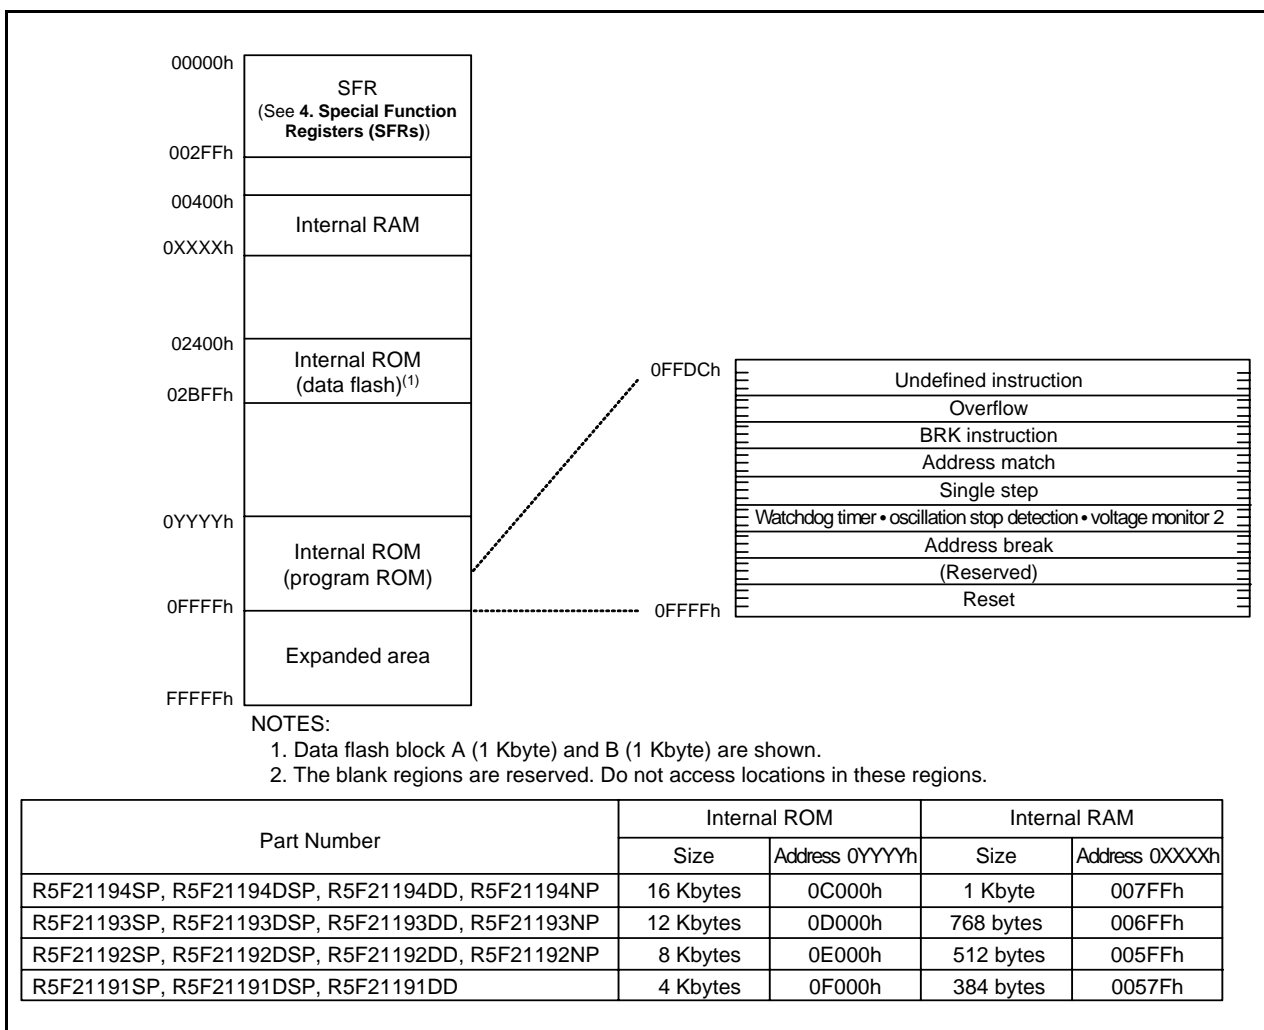 00000h
SFR
(See 4. Special Function
Registers (SFRs))
002FFh
00400h
Internal RAM
0XXXXh
02400h
Internal ROM
(data flash)(1)
02BFFh
0YYYYh
Internal ROM
(program ROM)
0FFFFh
Expanded area
FFFFFh
0FFDCh
Undefined instruction
Overflow
BRK instruction
Address match
Single step
Watchdog timer • oscillation stop detection • voltage monitor 2
Address break
(Reserved)
Reset
0FFFFh
NOTES:
1. Data flash block A (1 Kbyte) and B (1 Kbyte) are shown.
2. The blank regions are reserved. Do not access locations in these regions.
Part Number Internal ROM Internal RAM
Size Address 0YYYYh Size Address 0XXXXh
R5F21194SP, R5F21194DSP, R5F21194DD, R5F21194NP 16 Kbytes 0C000h 1 Kbyte 007FFh
R5F21193SP, R5F21193DSP, R5F21193DD, R5F21193NP 12 Kbytes 0D000h 768 bytes 006FFh
R5F21192SP, R5F21192DSP, R5F21192DD, R5F21192NP 8 Kbytes 0E000h 512 bytes 005FFh
R5F21191SP, R5F21191DSP, R5F21191DD 4 Kbytes 0F000h 384 bytes 0057Fh